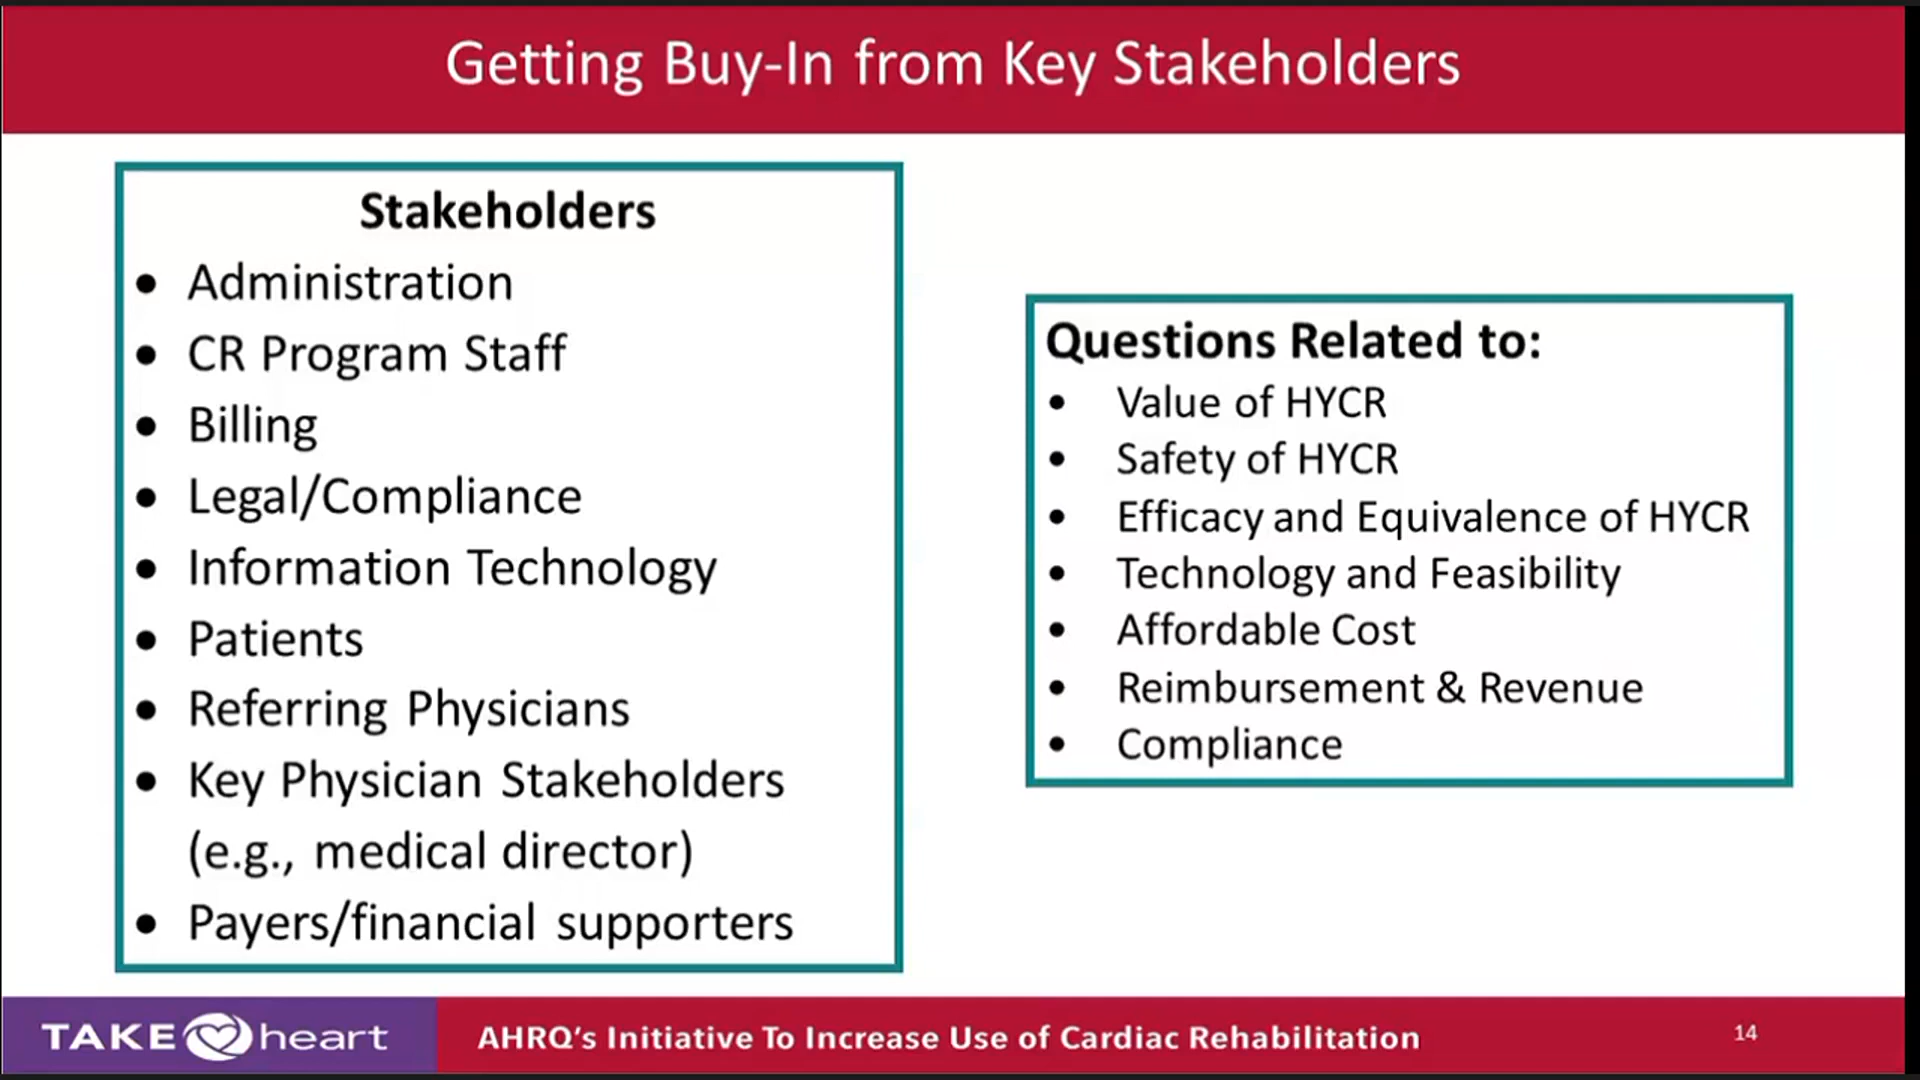 Getting Buy-In from Key Stakeholders
Stakeholders
• Administration
• CR Program Staff
• Billing
• Legal/Compliance
• Information Technology
• Patients
• Referring Physicians
• Key Physician Stakeholders
(e.g., medical director)
• Payers/financial supporters
Questions Related to:
• Value of HYCR
• Safety of HYCR
• Efficacy and Equivalence of HYCR
• Technology and Feasibility
• Affordable Cost
• Reimbursement & Revenue
• Compliance
TAKE heart
AHRQ's Initiative To Increase Use of Cardiac Rehabilitation
14